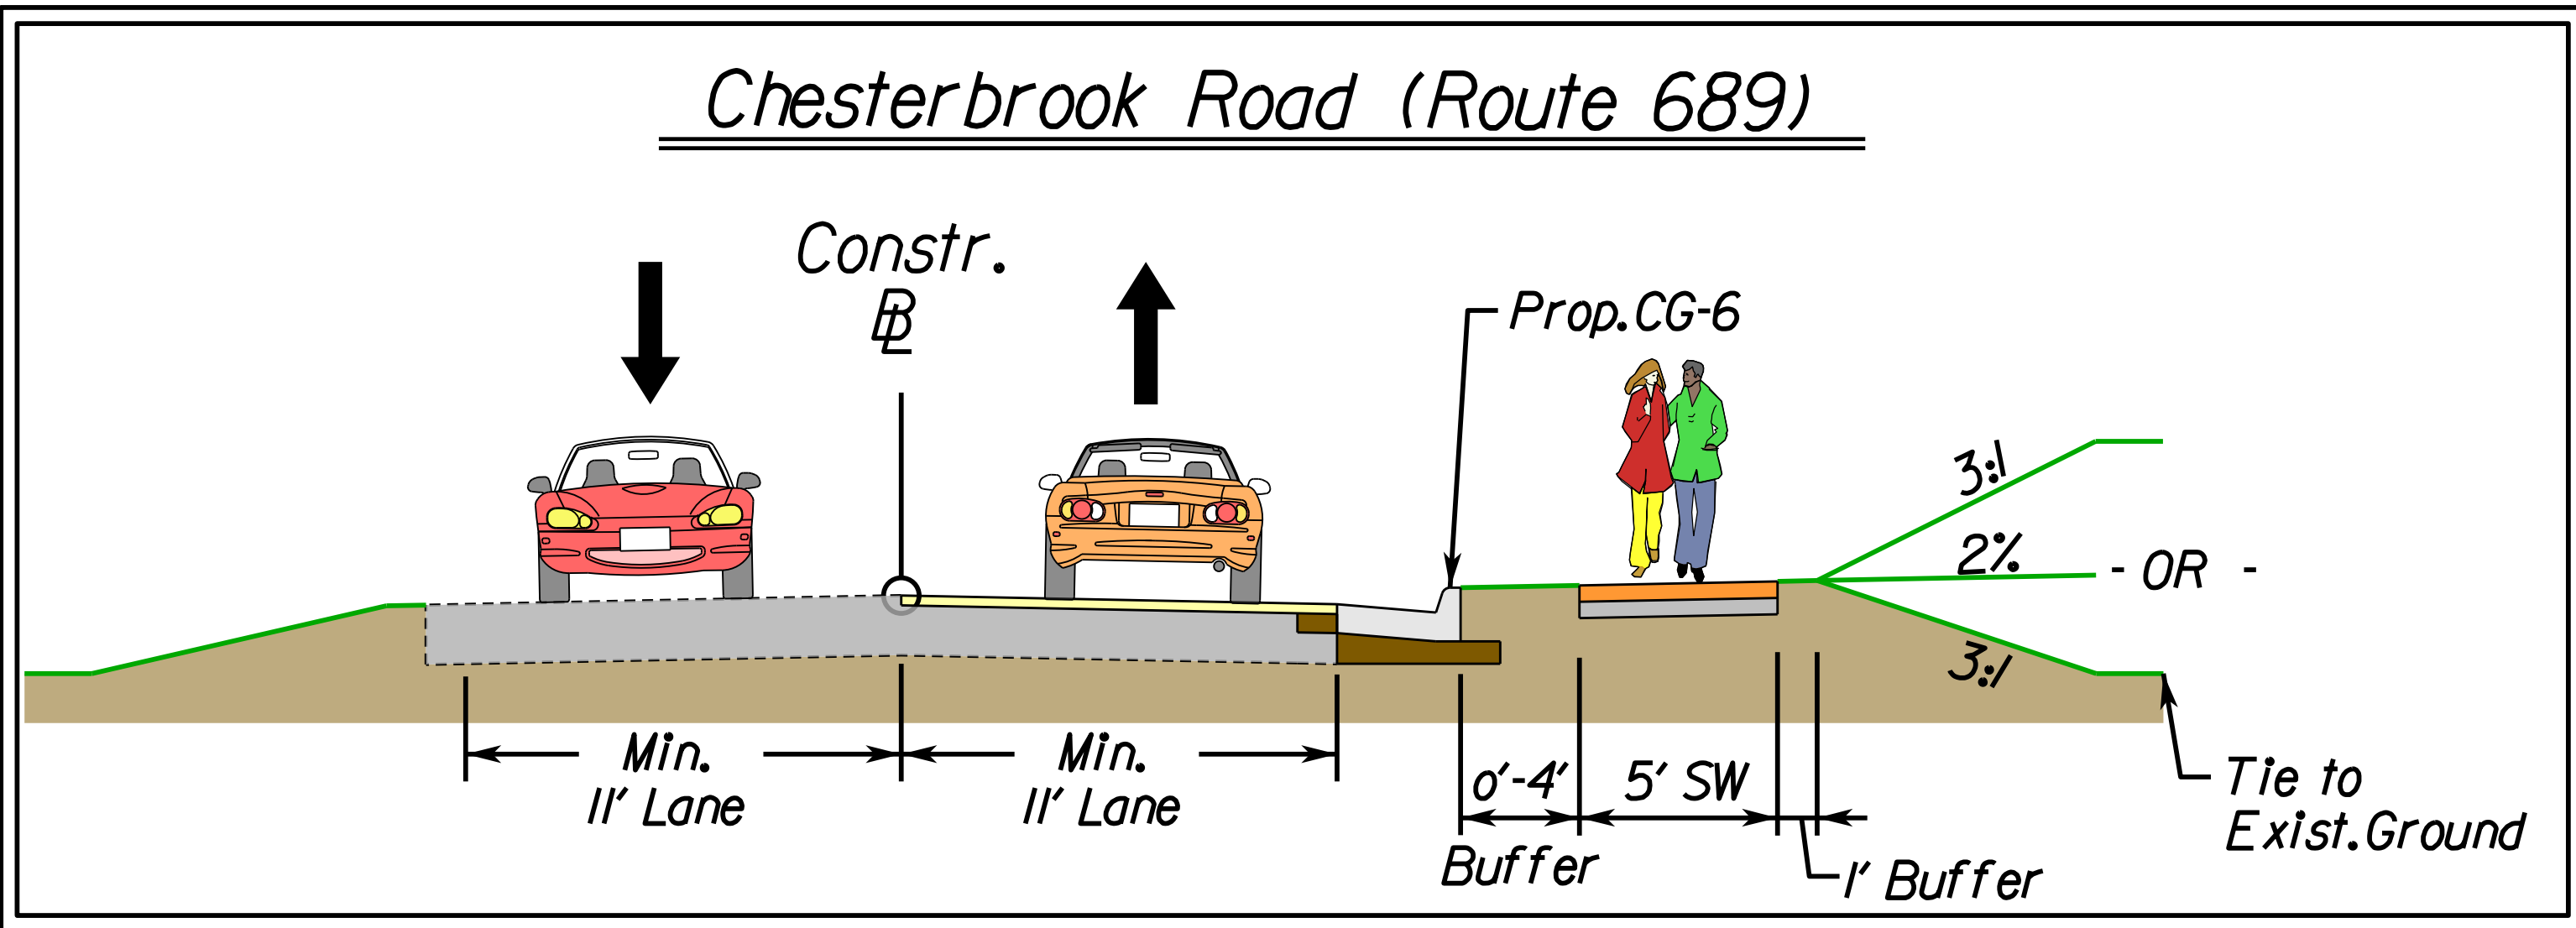 Chesterbrook Road (Route 689)
Constr.
BL
Prop. CG-6
3:1
2%
- OR -
3:1
Min.
11' Lane
Min.
11' Lane
0'-4'
Buffer
5' SW
1' Buffer
Tie to
Exist. Ground